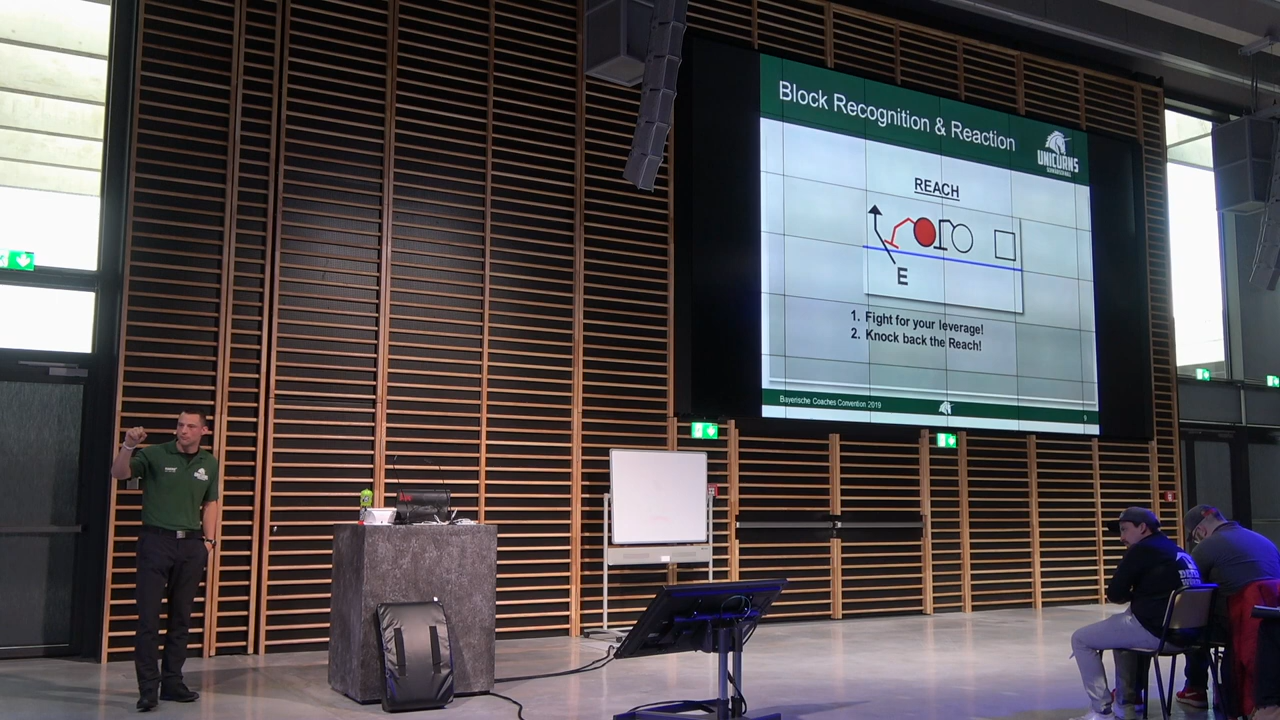 Block Recognition & Reaction
UNICORNS
REACH
E
1. Fight for your leverage!
2. Knock back the Reach!
Bayerische Coaches Convention 2019
9